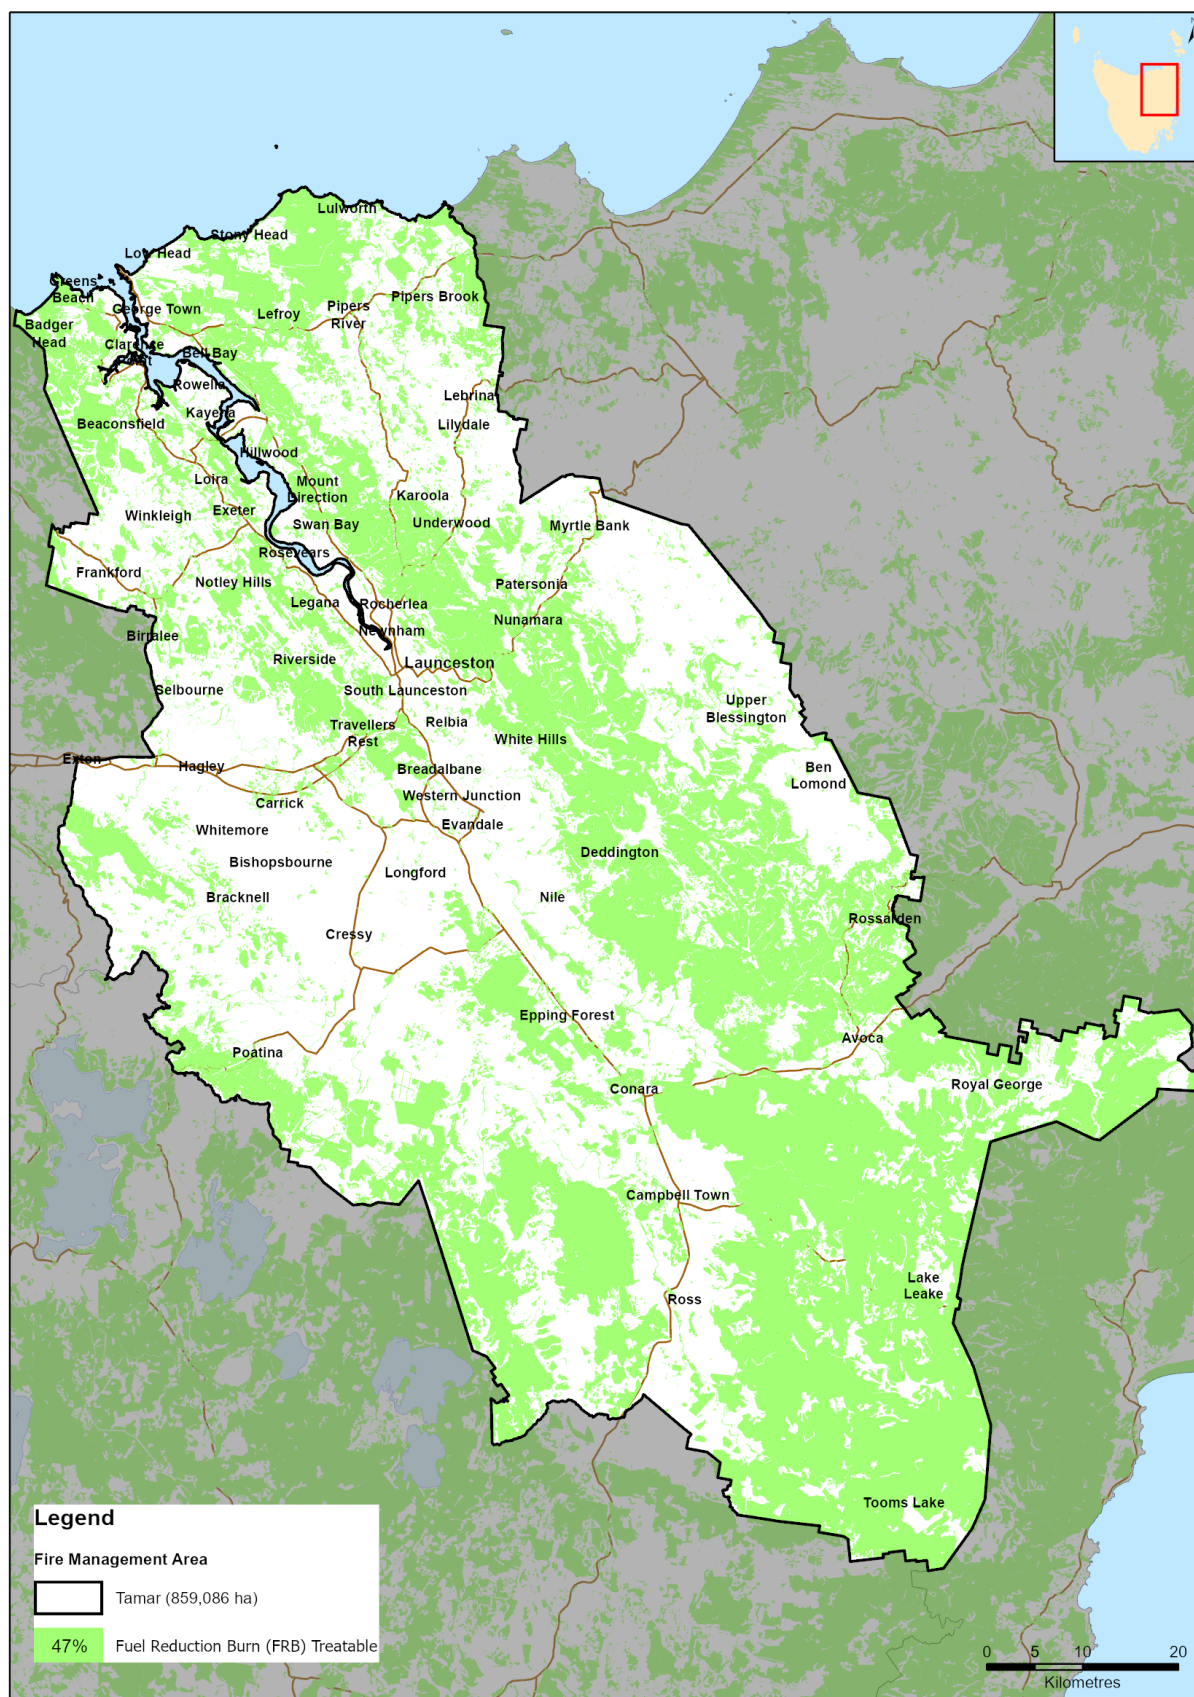 N
Lulworth
Stony Head
Low Head
Greens
Beach
George Town
Pipers Brook
Pipers
River
Lefroy
Badger
Head
Clarence
Point
Bell Bay
Rowella
Lebrina
Kayena
Beaconsfield
Lilydale
Hillwood
Loira
Mount
Direction
Karoola
Winkleigh
Exeter
Swan Bay
Underwood
Myrtle Bank
Rosevears
Frankford
Notley Hills
Patersonia
Legana
Rocherlea
Nunamara
Birralee
Newnham
Riverside
Launceston
Selbourne
South Launceston
Upper
Blessington
Travellers
Rest
Relbia
White Hills
Exton
Hagley
Breadalbane
Ben
Lomond
Carrick
Western Junction
Whitemore
Evandale
Bishopsbourne
Longford
Deddington
Bracknell
Nile
Rossarden
Cressy
Epping Forest
Avoca
Poatina
Conara
Royal George
Campbell Town
Lake
Leake
Ross
Tooms Lake
Legend
Fire Management Area
Tamar (859,086 ha)
47% Fuel Reduction Burn (FRB) Treatable
0 5 10 20
Kilometres